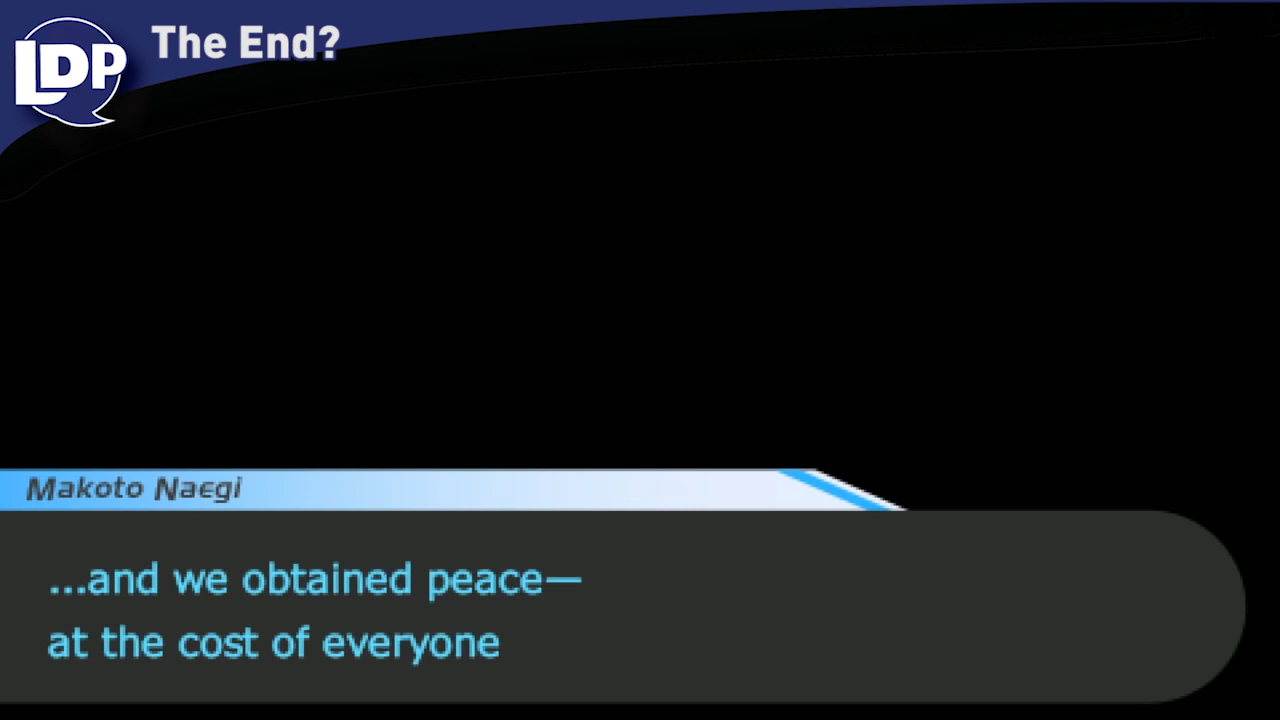 LDP
The End?
Makoto Naegi
...and we obtained peace—
at the cost of everyone